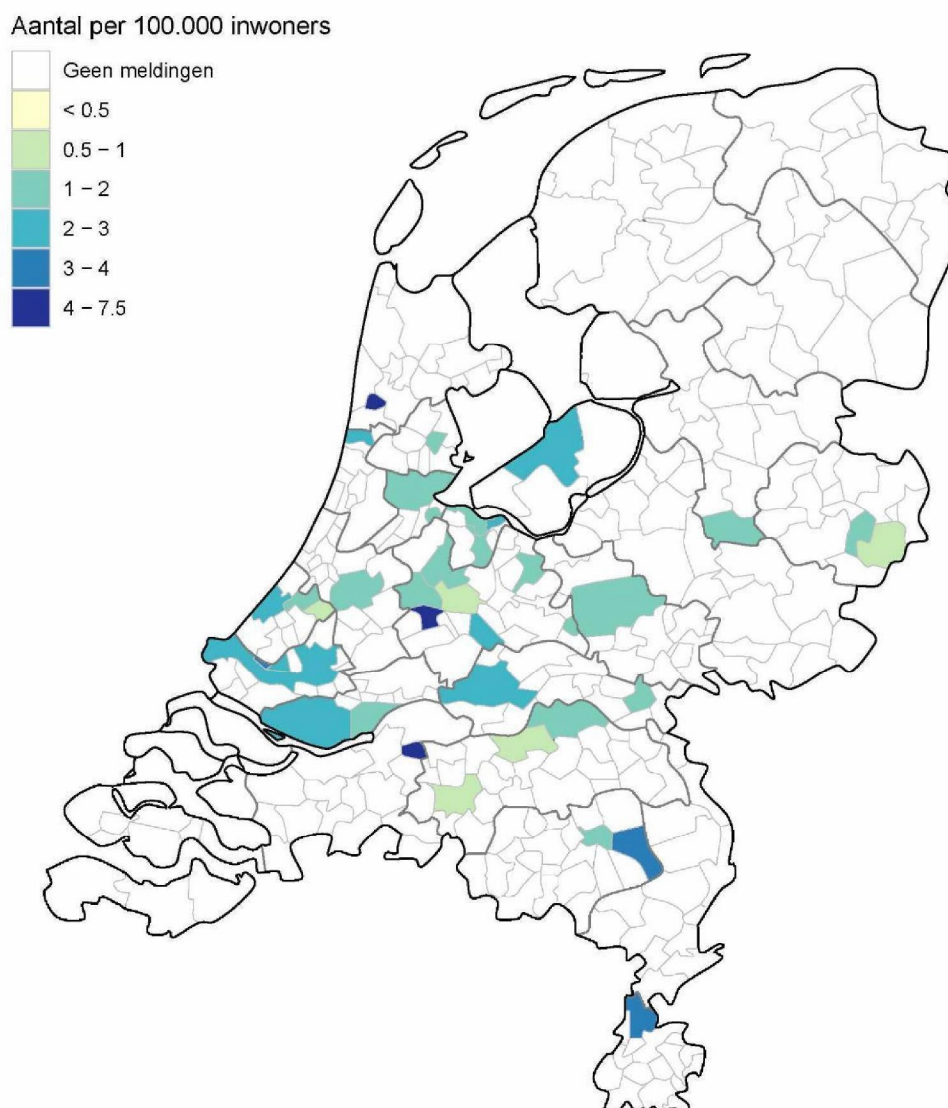 Aantal per 100.000 inwoners
Geen meldingen
< 0.5
0.5 – 1
1 – 2
2 – 3
3 – 4
4 – 7.5